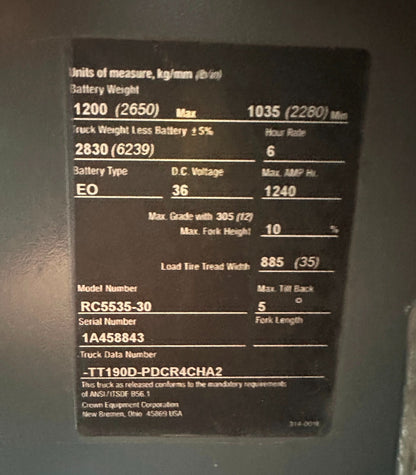 Units of measure, kg/mm (lb/in)
Battery Weight
1200 (2650) Max 1035 (2280) Min
Truck Weight Less Battery ±5% Hour Rate
2830 (6239) 6
Battery Type D.C. Voltage Max. AMP Hr.
EO 36 1240
Max. Grade with 305 (12)
Max. Fork Height 10 %
Load Tire Tread Width 885 (35)
Model Number Max. Tilt Back
RC5535-30 5 °
Serial Number Fork Length
1A458843
Truck Data Number
-TT190D-PDCR4CHA2
This truck as released conforms to the mandatory requirements
of ANSI/ITSDF B56.1
Crown Equipment Corporation
New Bremen, Ohio 45869 USA